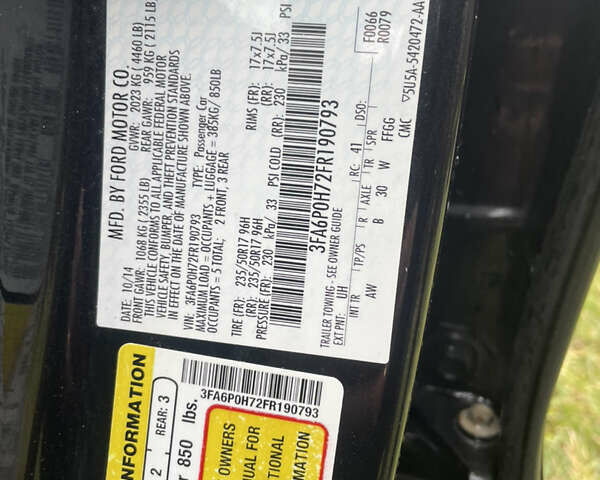 MFD. BY FORD MOTOR CO.
DATE: 10/14 GVWR: 2023 KG ( 4460 LB)
FRONT GAWR: 1068 KG ( 2355 LB) REAR GAWR: 959 KG ( 2115 LB)
THIS VEHICLE CONFORMS TO ALL APPLICABLE FEDERAL MOTOR
VEHICLE SAFETY, BUMPER, AND THEFT PREVENTION STANDARDS
IN EFFECT ON THE DATE OF MANUFACTURE SHOWN ABOVE.
VIN: 3FA6P0H72FR190793 TYPE: Passenger Car
MAXIMUM LOAD = OCCUPANTS + LUGGAGE = 385KG/ 850LB
OCCUPANTS = 5 TOTAL: 2 FRONT, 3 REAR
TIRE (FR): 235/50R17 96H RIMS (FR): 17x7.5J
(RR): 235/50R17 96H (RR): 17x7.5J
PRESSURE (FR): 230 kPa/ 33 PSI COLD (RR): 230 kPa/ 33 PSI
3FA6P0H72FR190793
TRAILER TOWING - SEE OWNER GUIDE
EXT PNT: UH RC: 41 DSO: F0066
R0079
INT TR TP/PS R AXLE TR SPR
AW B 30 W FFGG
CMC ▽5U5A-5420472-AA
INFORMATION
2 REAR: 3
850 lbs.
3FA6P0H72FR190793
OWNERS
MANUAL FOR